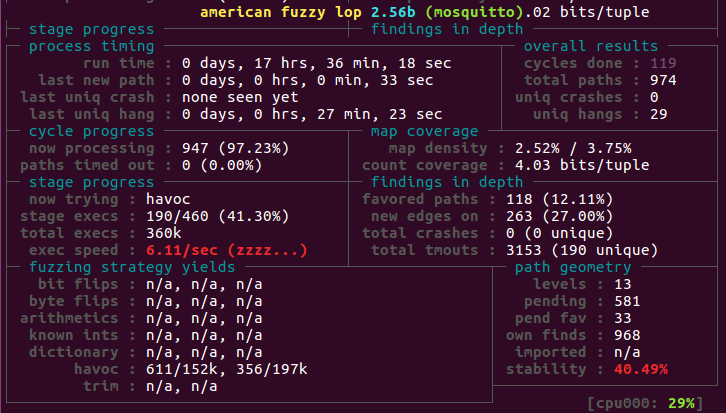 american fuzzy lop 2.56b (mosquitto).02 bits/tuple
stage progress findings in depth
process timing overall results
run time : 0 days, 17 hrs, 36 min, 18 sec cycles done : 119
last new path : 0 days, 0 hrs, 0 min, 33 sec total paths : 974
last uniq crash : none seen yet uniq crashes : 0
last uniq hang : 0 days, 0 hrs, 27 min, 23 sec uniq hangs : 29
cycle progress map coverage
now processing : 947 (97.23%) map density : 2.52% / 3.75%
paths timed out : 0 (0.00%) count coverage : 4.03 bits/tuple
stage progress findings in depth
now trying : havoc favored paths : 118 (12.11%)
stage execs : 190/460 (41.30%) new edges on : 263 (27.00%)
total execs : 360k total crashes : 0 (0 unique)
exec speed : 6.11/sec (zzzz...) total tmouts : 3153 (190 unique)
fuzzing strategy yields path geometry
bit flips : n/a, n/a, n/a levels : 13
byte flips : n/a, n/a, n/a pending : 581
arithmetics : n/a, n/a, n/a pend fav : 33
known ints : n/a, n/a, n/a own finds : 968
dictionary : n/a, n/a, n/a imported : n/a
havoc : 611/152k, 356/197k stability : 40.49%
trim : n/a, n/a
[cpu000: 29%]